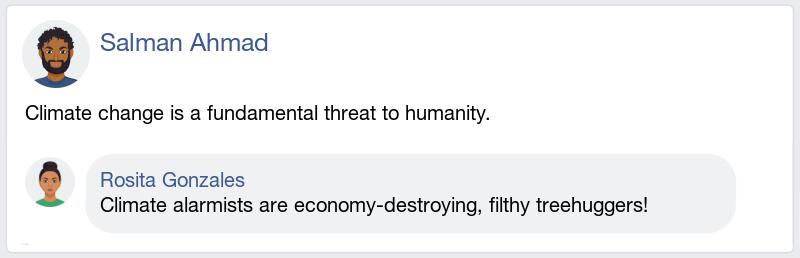 Salman Ahmad
Climate change is a fundamental threat to humanity.
Rosita Gonzales
Climate alarmists are economy-destroying, filthy treehuggers!